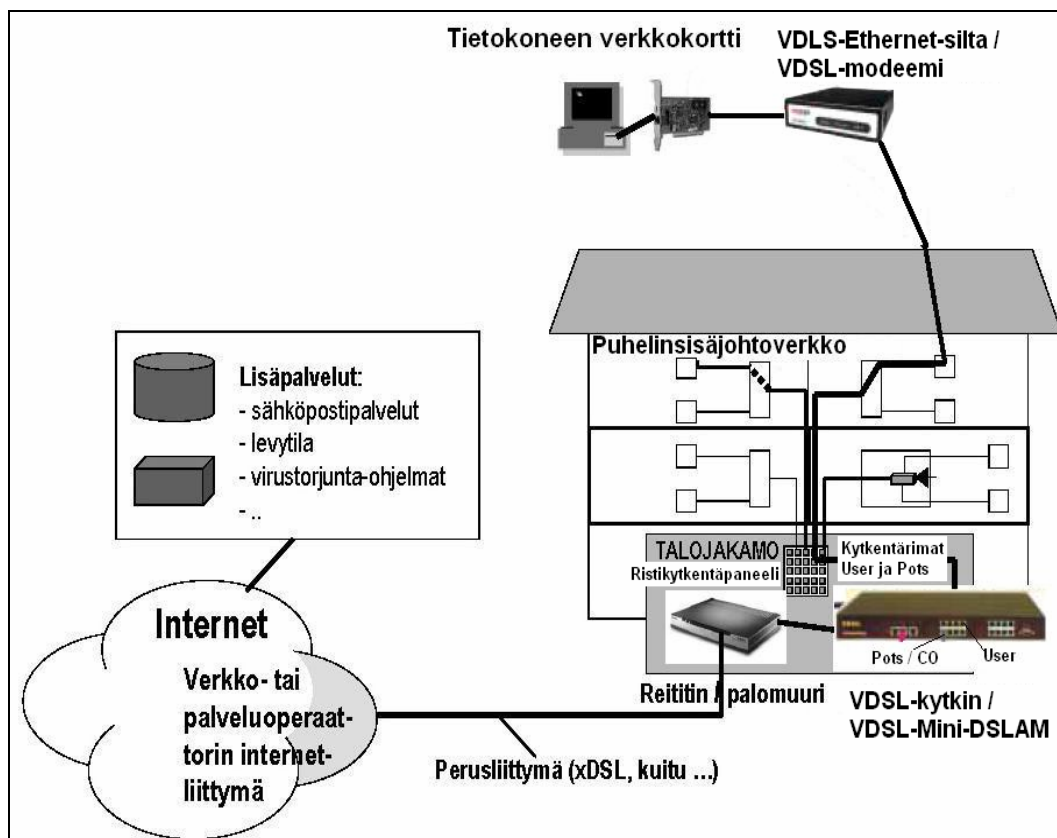 Tietokoneen verkkokortti
VDLS-Ethernet-silta /
VDSL-modeemi
Puhelinsisäjohtoverkko
Lisäpalvelut:
- sähköpostipalvelut
- levytila
- virustorjunta-ohjelmat
- ..
TALOJAKAMO
Ristikytkentäpaneeli
Kytkentärimat
User ja Pots
Pots / CO
User
Reititin / palomuuri
VDSL-kytkin /
VDSL-Mini-DSLAM
Internet
Verkko- tai
palveluoperaat-
torin internet-
liittymä
Perusliittymä (xDSL, kuitu ...)